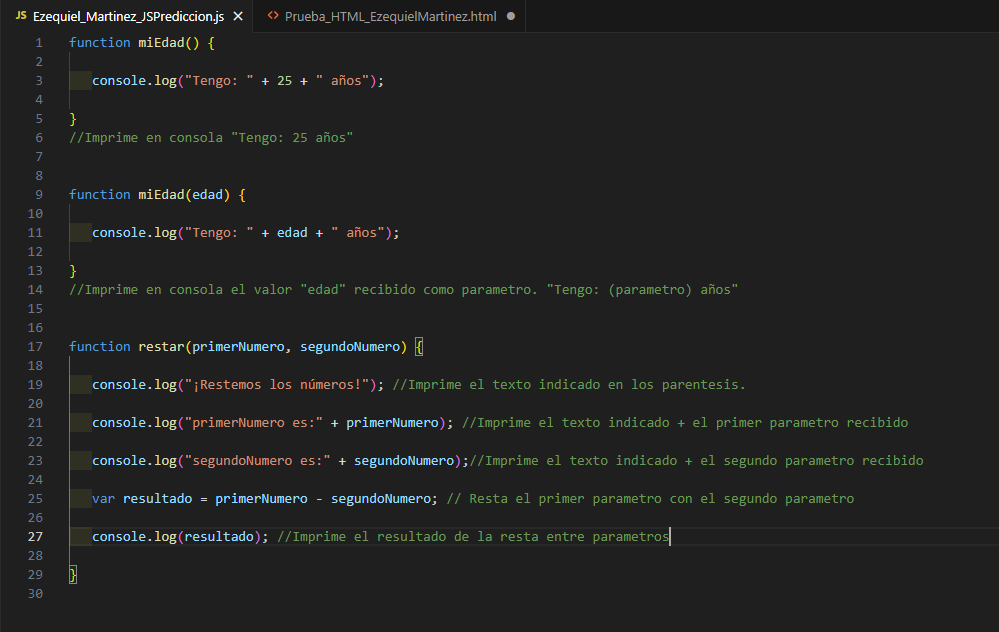 JS Ezequiel_Martinez_JSPrediccion.js × <> Prueba_HTML_EzequielMartinez.html ●
1 function miEdad() {
2
3 console.log("Tengo: " + 25 + " años");
4
5 }
6 //Imprime en consola "Tengo: 25 años"
7
8
9 function miEdad(edad) {
10
11 console.log("Tengo: " + edad + " años");
12
13 }
14 //Imprime en consola el valor "edad" recibido como parametro. "Tengo: (parametro) años"
15
16
17 function restar(primerNumero, segundoNumero) {
18
19 console.log("¡Restemos los números!"); //Imprime el texto indicado en los parentesis.
20
21 console.log("primerNumero es:" + primerNumero); //Imprime el texto indicado + el primer parametro recibido
22
23 console.log("segundoNumero es:" + segundoNumero);//Imprime el texto indicado + el segundo parametro recibido
24
25 var resultado = primerNumero - segundoNumero; // Resta el primer parametro con el segundo parametro
26
27 console.log(resultado); //Imprime el resultado de la resta entre parametros
28
29 }
30